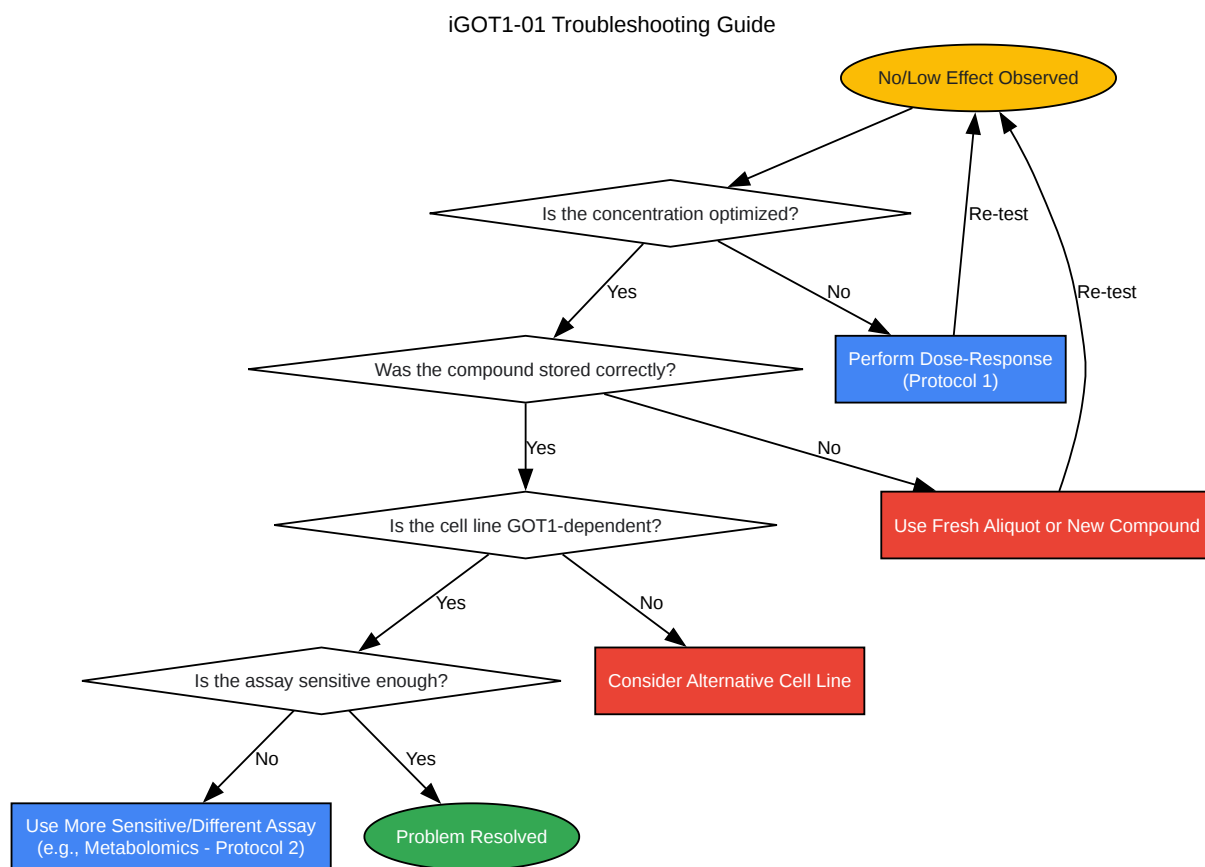 iGOT1-01 Troubleshooting Guide
No/Low Effect Observed
Is the concentration optimized?
Re-test
Yes
No
Re-test
Was the compound stored correctly?
Perform Dose-Response
(Protocol 1)
Yes
No
Is the cell line GOT1-dependent?
Use Fresh Aliquot or New Compound
Yes
No
Is the assay sensitive enough?
Consider Alternative Cell Line
No
Yes
Use More Sensitive/Different Assay
(e.g., Metabolomics - Protocol 2)
Problem Resolved